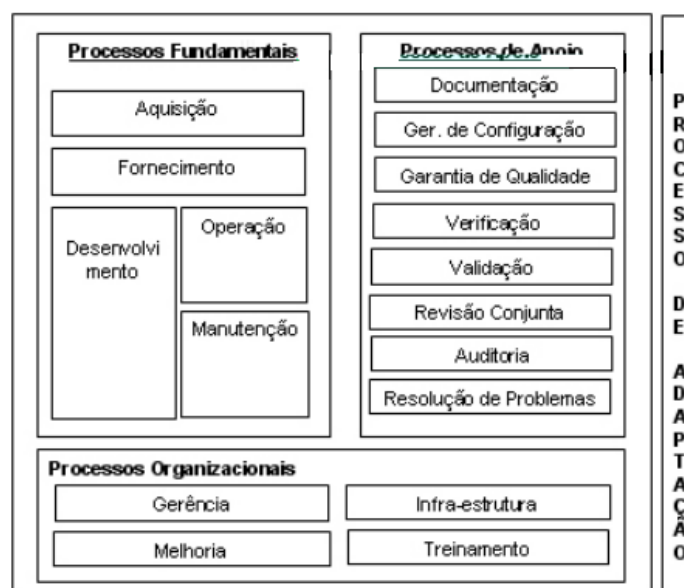 Processos Fundamentais
Aquisição
Fornecimento
Desenvolvi
mento
Operação
Manutenção
Processos de Apoio
Documentação
Ger. de Configuração
Garantia de Qualidade
Verificação
Validação
Revisão Conjunta
Auditoria
Resolução de Problemas
Processos Organizacionais
Gerência
Infra-estrutura
Melhoria
Treinamento
P
R
O
C
E
S
S
O
D
E
A
D
A
P
T
A
Ç
Ã
O